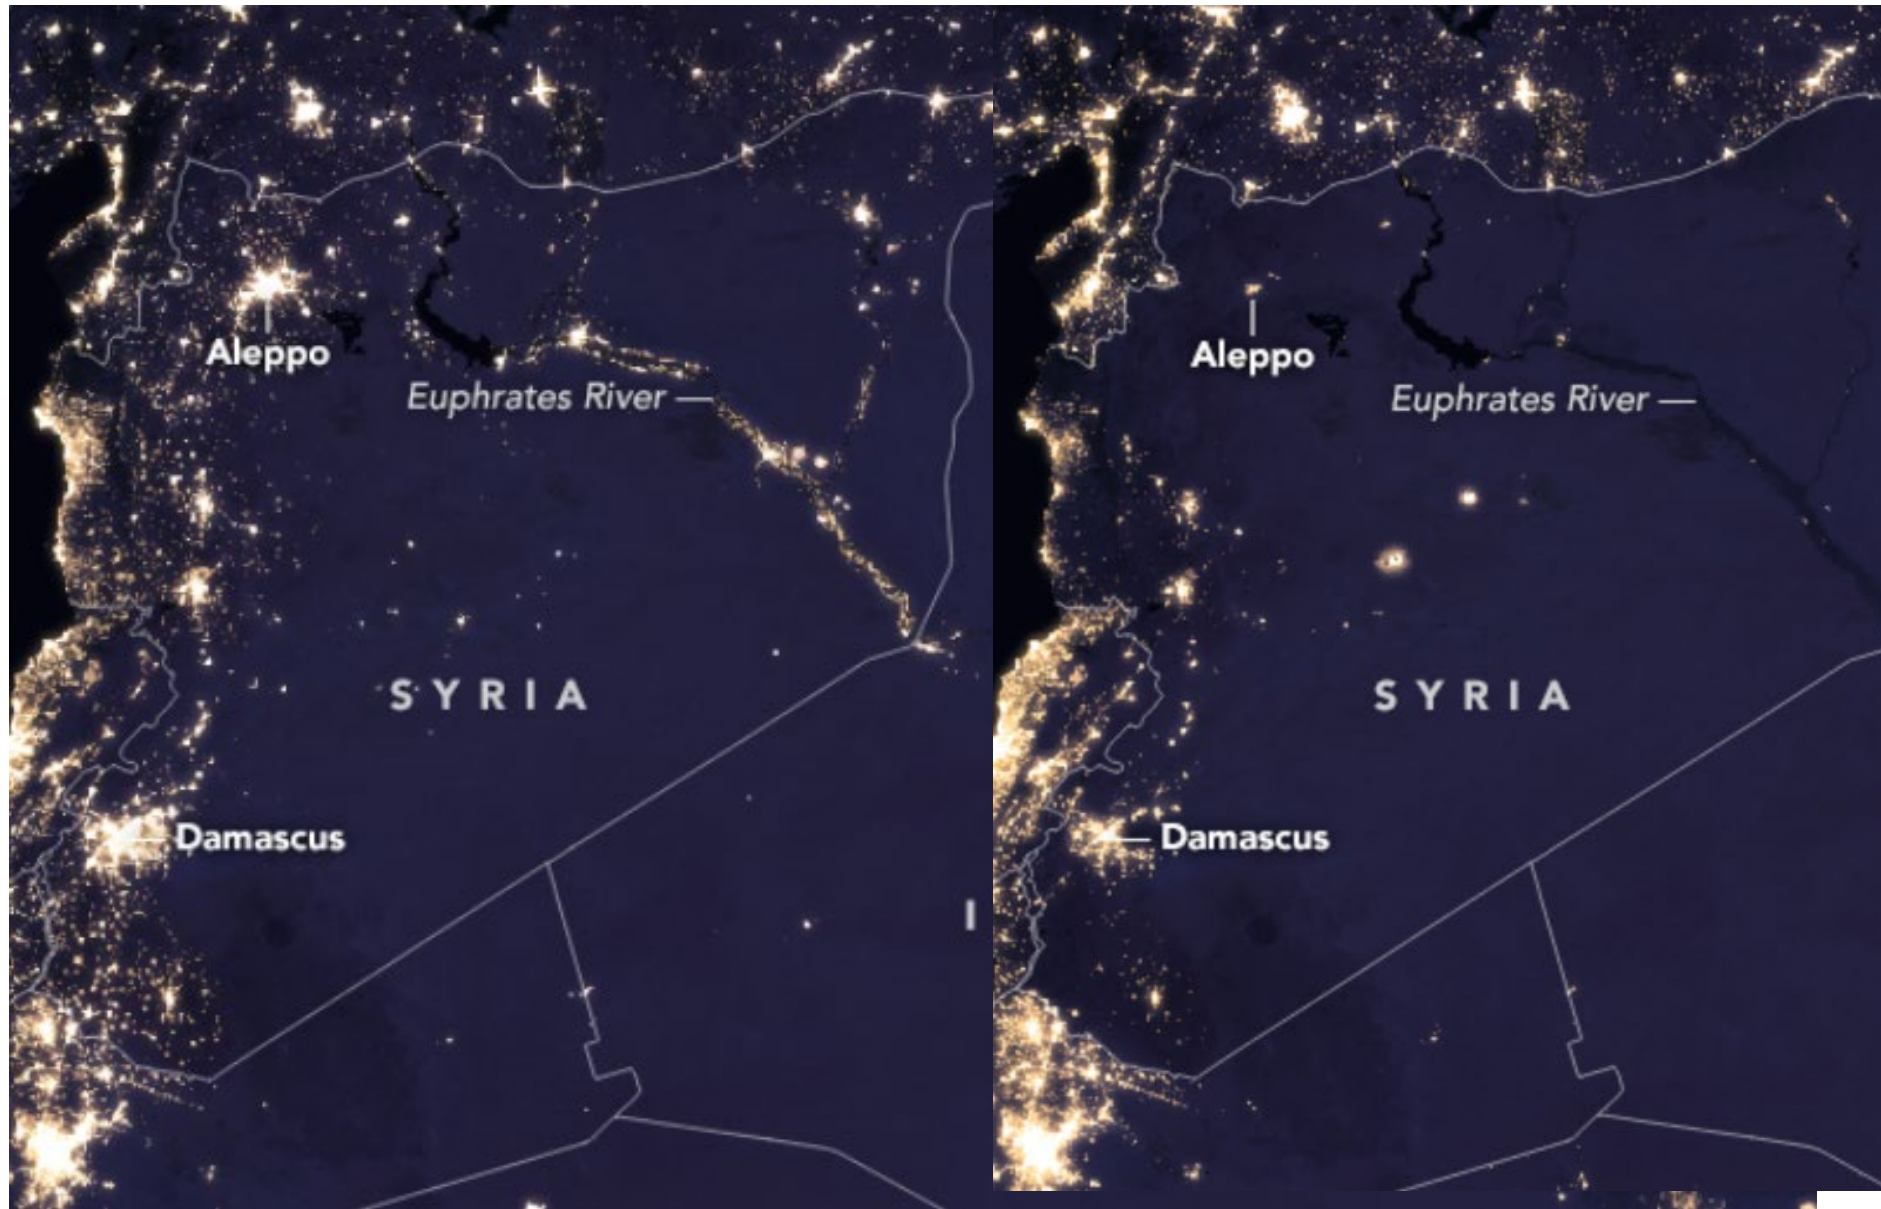 Aleppo
Euphrates River
SYRIA
Damascus
I
Aleppo
Euphrates River
SYRIA
Damascus